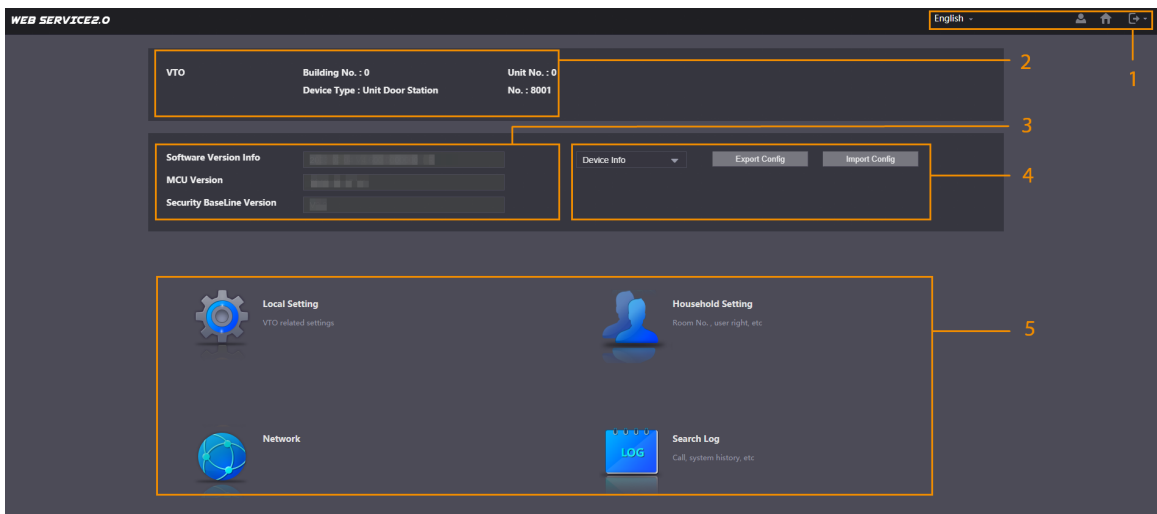 WEB SERVICE2.0
English
1
VTO Building No. : 0 Unit No. : 0
2
Device Type : Unit Door Station No. : 8001
3
Software Version Info Device Info Export Config Import Config
MCU Version
4
Security BaseLine Version
Local Setting Household Setting
VTO related settings Room No. , user right, etc
5
Network Search Log
LOG
Call, system history, etc